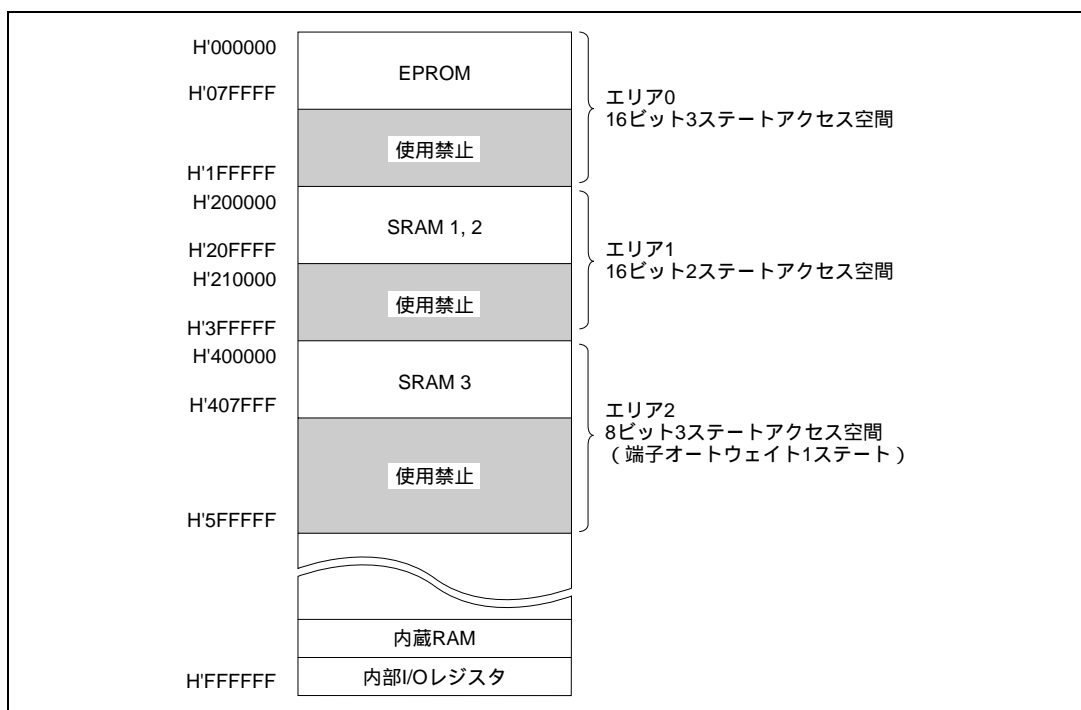 H'000000
EPROM
H'07FFFF
エリア0
16ビット3ステートアクセス空間
使用禁止
H'1FFFFF
H'200000
SRAM 1, 2
H'20FFFF
エリア1
16ビット2ステートアクセス空間
H'210000
使用禁止
H'3FFFFF
H'400000
SRAM 3
H'407FFF
エリア2
8ビット3ステートアクセス空間
（端子オートウェイト1ステート）
使用禁止
H'5FFFFF
内蔵RAM
内部I/Oレジスタ
H'FFFFFF